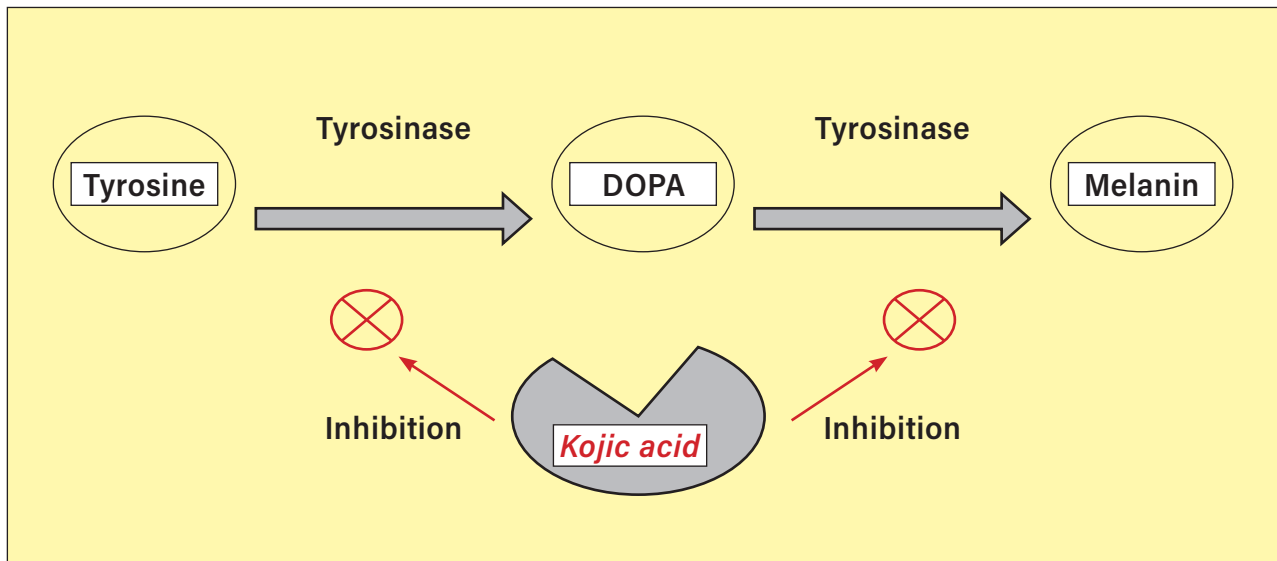 Tyrosinase
Tyrosinase
Tyrosine
DOPA
Melanin
Inhibition
Kojic acid
Inhibition